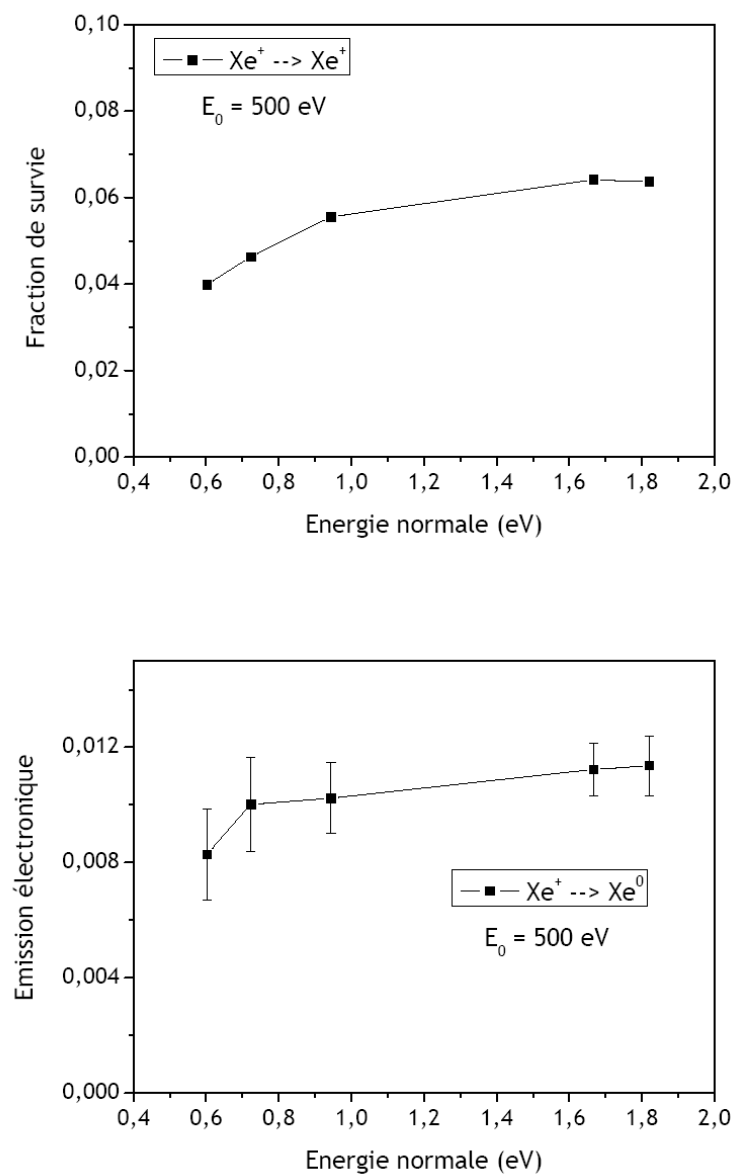 0,10
Xe+ --> Xe+
E0 = 500 eV
0,08
0,06
0,04
0,02
0,00
Fraction de survie
0,4 0,6 0,8 1,0 1,2 1,4 1,6 1,8 2,0
Energie normale (eV)
0,012
0,008
0,004
0,000
Emission électronique
Xe+ --> Xe0
E0 = 500 eV
0,4 0,6 0,8 1,0 1,2 1,4 1,6 1,8 2,0
Energie normale (eV)